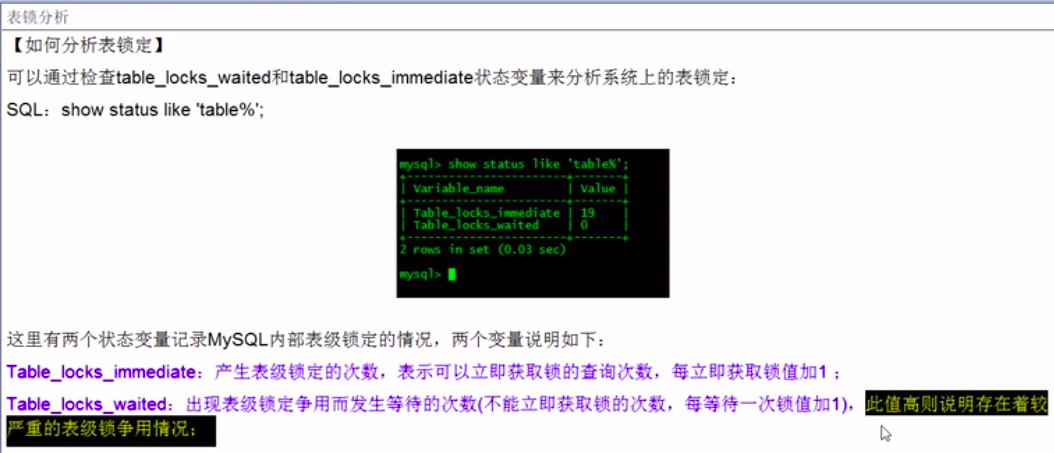 表锁分析
【如何分析表锁定】
可以通过检查table_locks_waited和table_locks_immediate状态变量来分析系统上的表锁定：
SQL：show status like 'table%';
mysql> show status like 'table%';
+-----------------------+-------+
| Variable_name | Value |
+-----------------------+-------+
| Table_locks_immediate | 19 |
| Table_locks_waited | 0 |
+-----------------------+-------+
2 rows in set (0.03 sec)
mysql>
这里有两个状态变量记录MySQL内部表级锁定的情况，两个变量说明如下：
Table_locks_immediate：产生表级锁定的次数，表示可以立即获取锁的查询次数，每立即获取锁值加1 ；
Table_locks_waited：出现表级锁定争用而发生等待的次数(不能立即获取锁的次数，每等待一次锁值加1)，此值高则说明存在着较
严重的表级锁争用情况；